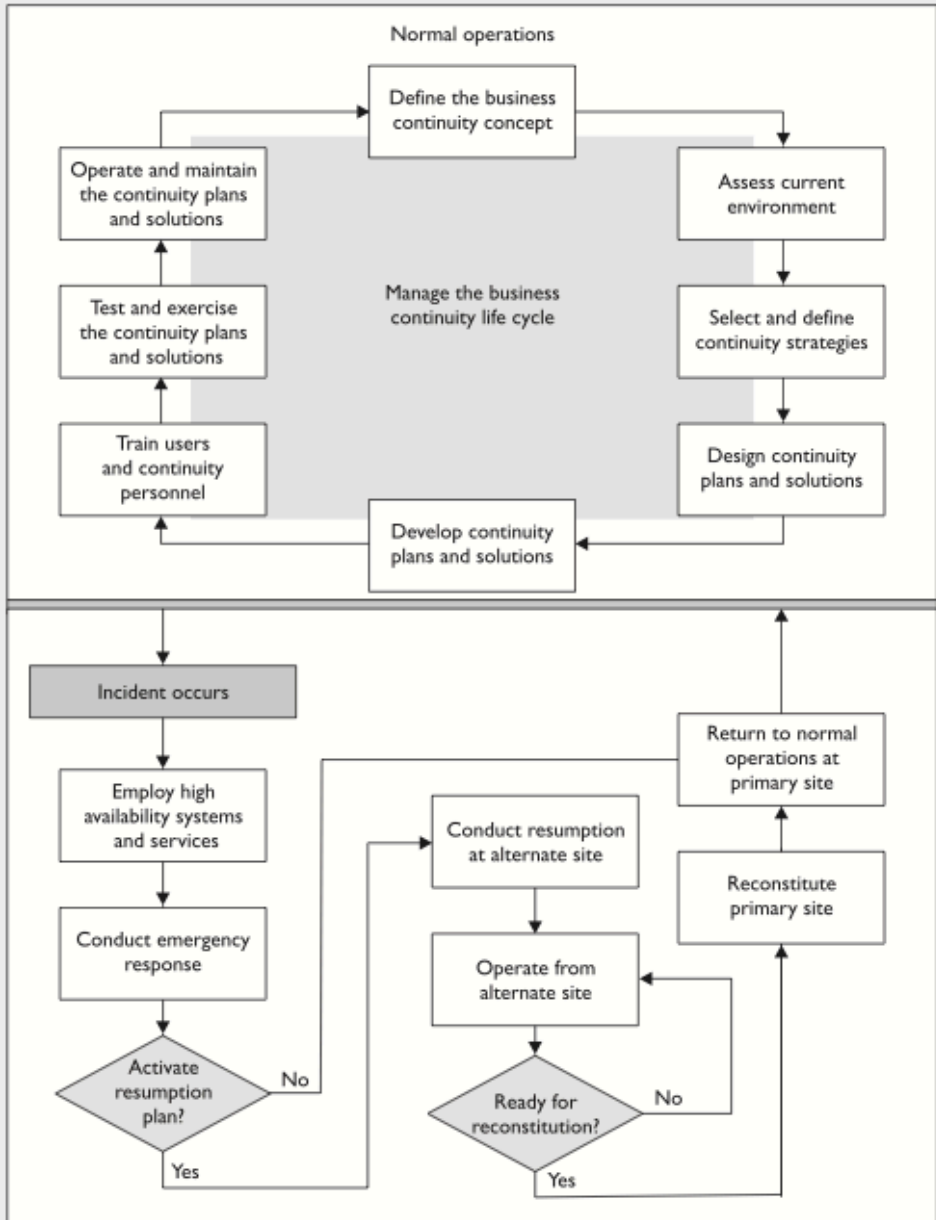 Normal operations
Define the business
continuity concept
Operate and maintain
the continuity plans
and solutions
Assess current
environment
Manage the business
continuity life cycle
Test and exercise
the continuity plans
and solutions
Select and define
continuity strategies
Train users
and continuity
personnel
Design continuity
plans and solutions
Develop continuity
plans and solutions
Incident occurs
Employ high
availability systems
and services
Conduct emergency
response
Activate
resumption
plan?
No
Yes
Conduct resumption
at alternate site
Operate from
alternate site
Ready for
reconstitution?
No
Yes
Return to normal
operations at
primary site
Reconstitute
primary site